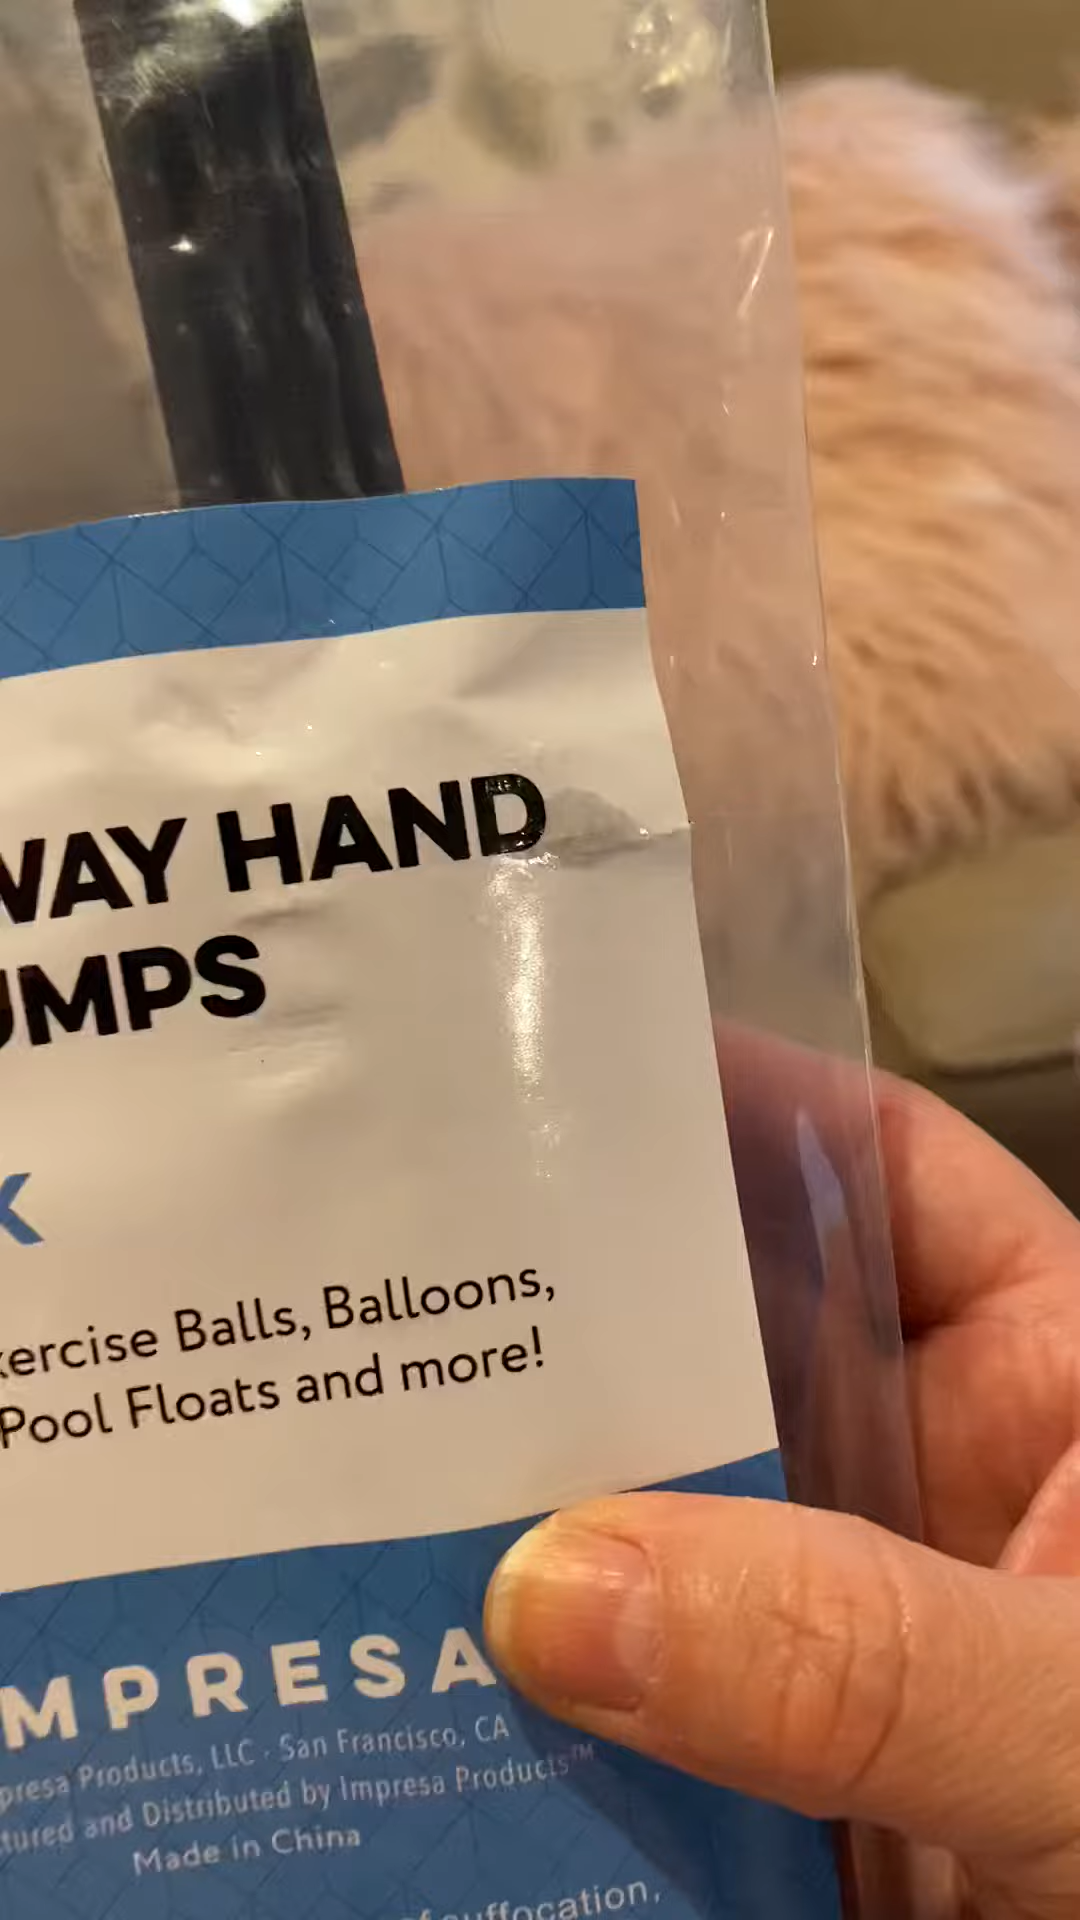 WAY HAND
UMPS
K
xercise Balls, Balloons,
Pool Floats and more!
MPRESA
presa Products, LLC · San Francisco, CA
tured and Distributed by Impresa Products™
Made in China
of suffocation,